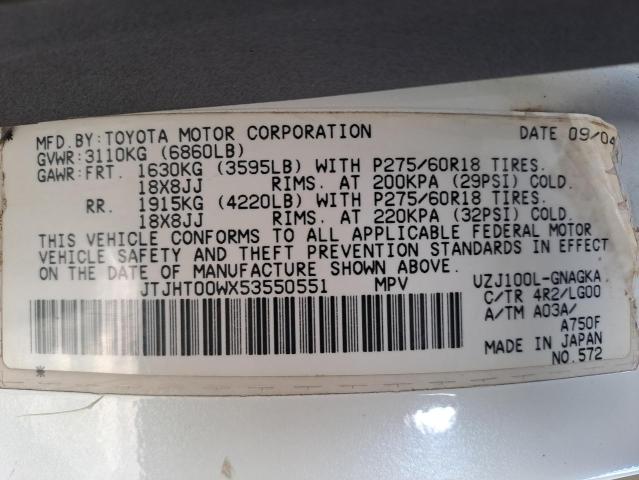 MFD.BY:TOYOTA MOTOR CORPORATION DATE 09/04
GVWR:3110KG (6860LB)
GAWR:FRT. 1630KG (3595LB) WITH P275/60R18 TIRES.
18X8JJ RIMS. AT 200KPA (29PSI) COLD.
RR. 1915KG (4220LB) WITH P275/60R18 TIRES.
18X8JJ RIMS. AT 220KPA (32PSI) COLD.
THIS VEHICLE CONFORMS TO ALL APPLICABLE FEDERAL MOTOR
VEHICLE SAFETY AND THEFT PREVENTION STANDARDS IN EFFECT
ON THE DATE OF MANUFACTURE SHOWN ABOVE.
JTJHT00WX53550551 MPV UZJ100L-GNAGKA
C/TR 4R2/LG00
A/TM A03A/
A750F
MADE IN JAPAN
NO.572